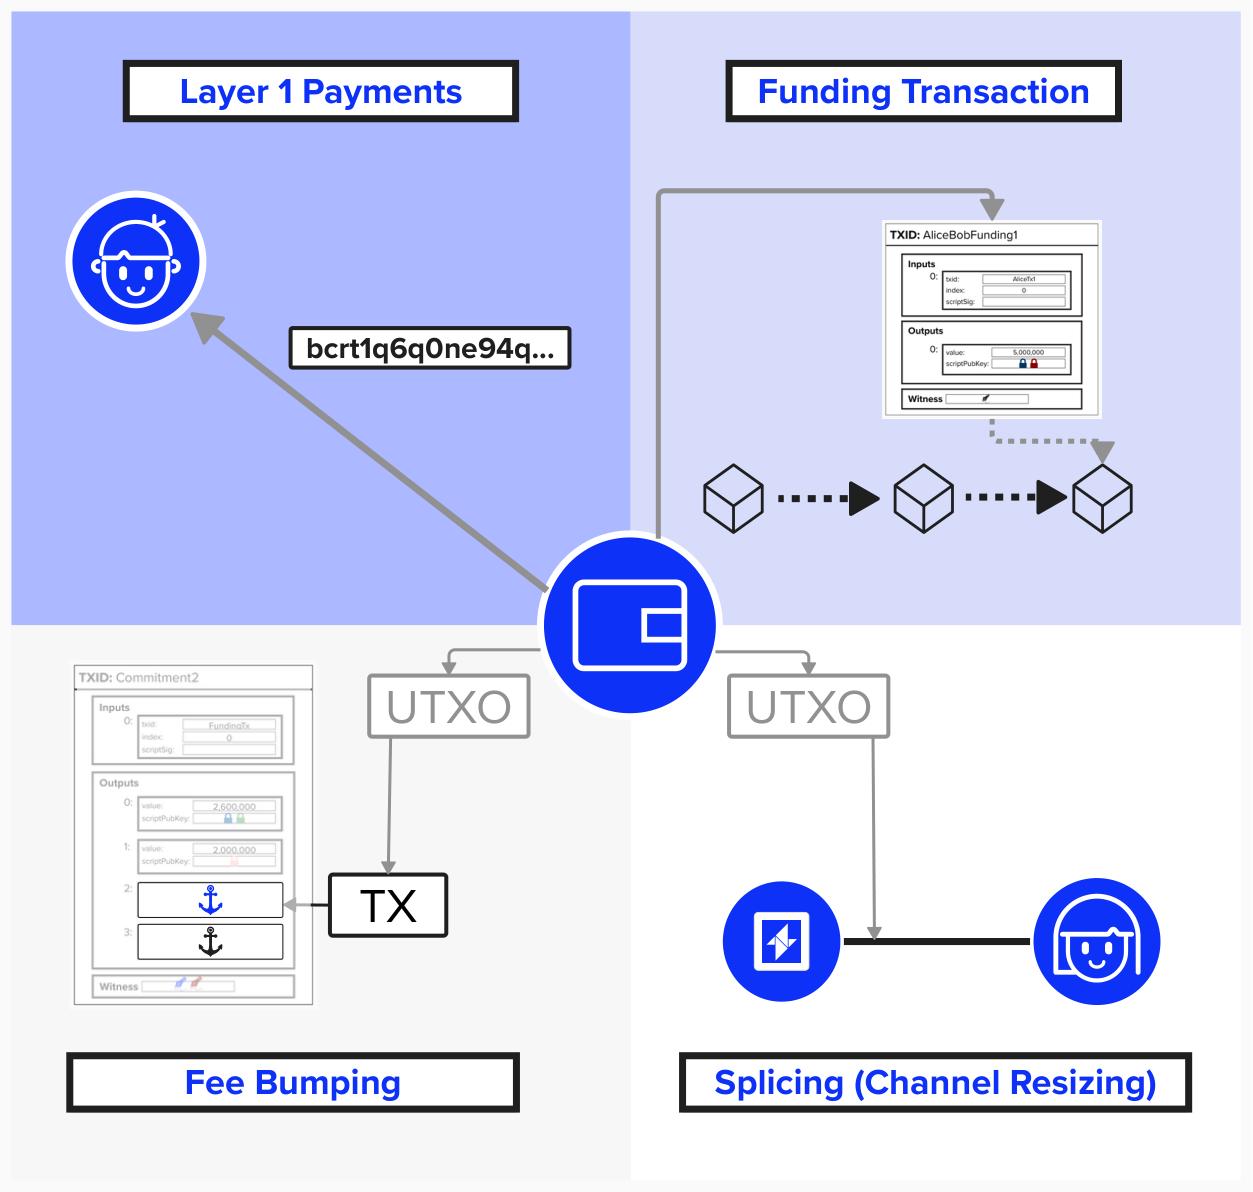 Layer 1 Payments
Funding Transaction
bcrt1q6q0ne94q...
TXID: AliceBobFunding1
Inputs
0:
txid: AliceTx1
index: 0
scriptSig:
Outputs
0:
value: 5,000,000
scriptPubKey:
Witness
UTXO
UTXO
TXID: Commitment2
Inputs
0:
txid: FundingTx
index: 0
scriptSig:
Outputs
0:
value: 2,600,000
scriptPubKey:
1:
value: 2,000,000
scriptPubKey:
2:
3:
Witness
TX
Fee Bumping
Splicing (Channel Resizing)